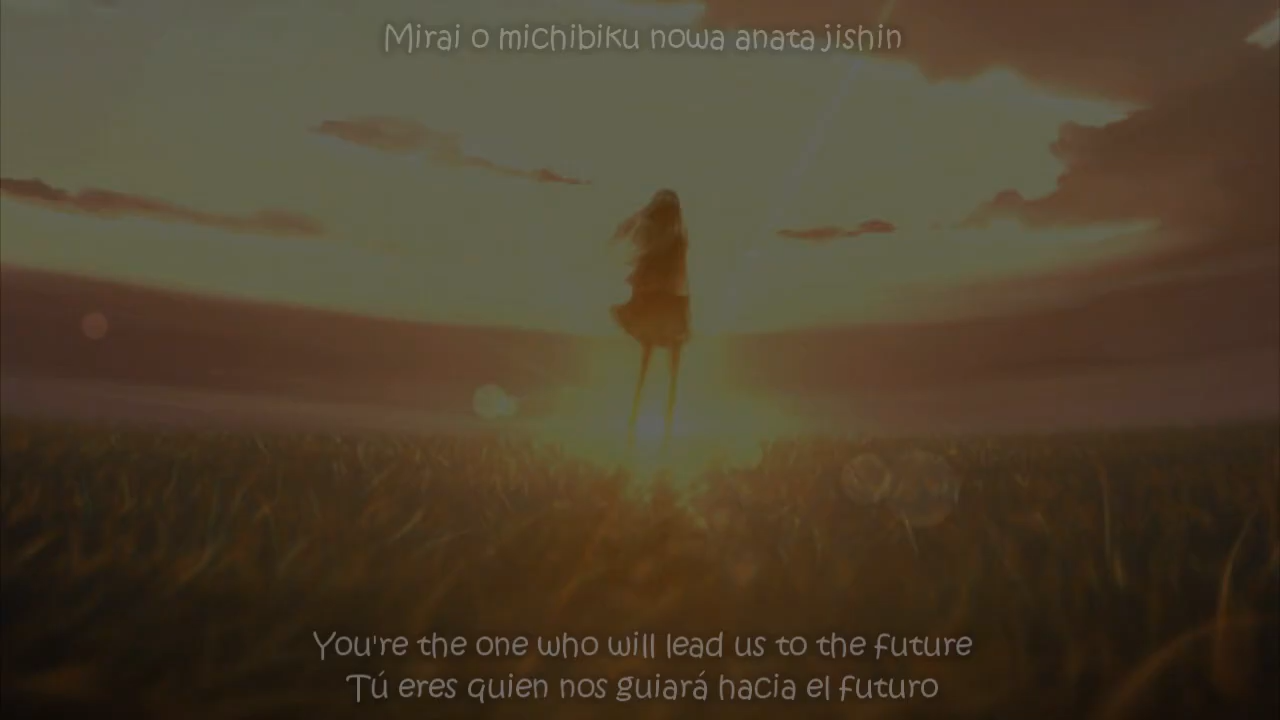 Mirai o michibiku nowa anata jishin
You're the one who will lead us to the future
Tú eres quien nos guiará hacia el futuro